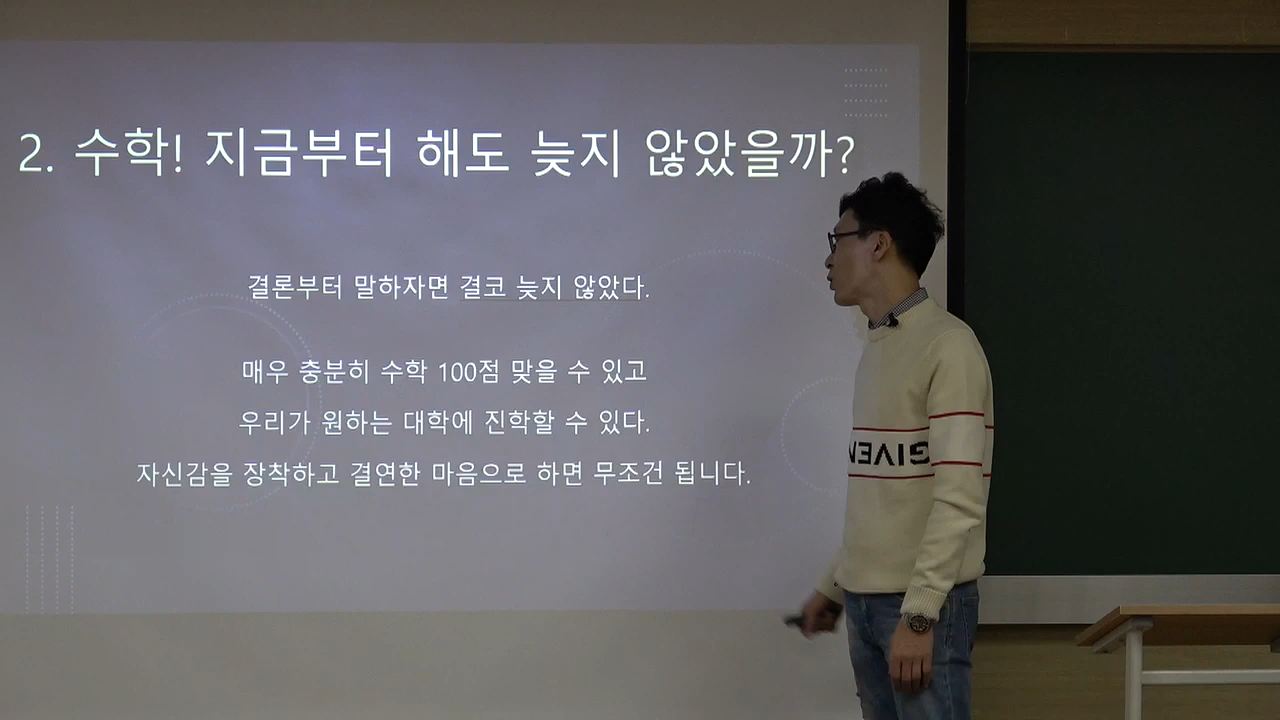 2. 수학! 지금부터 해도 늦지 않았을까?
결론부터 말하자면 결코 늦지 않았다.
매우 충분히 수학 100점 맞을 수 있고
우리가 원하는 대학에 진학할 수 있다.
자신감을 장착하고 결연한 마음으로 하면 무조건 됩니다.
GIVEN